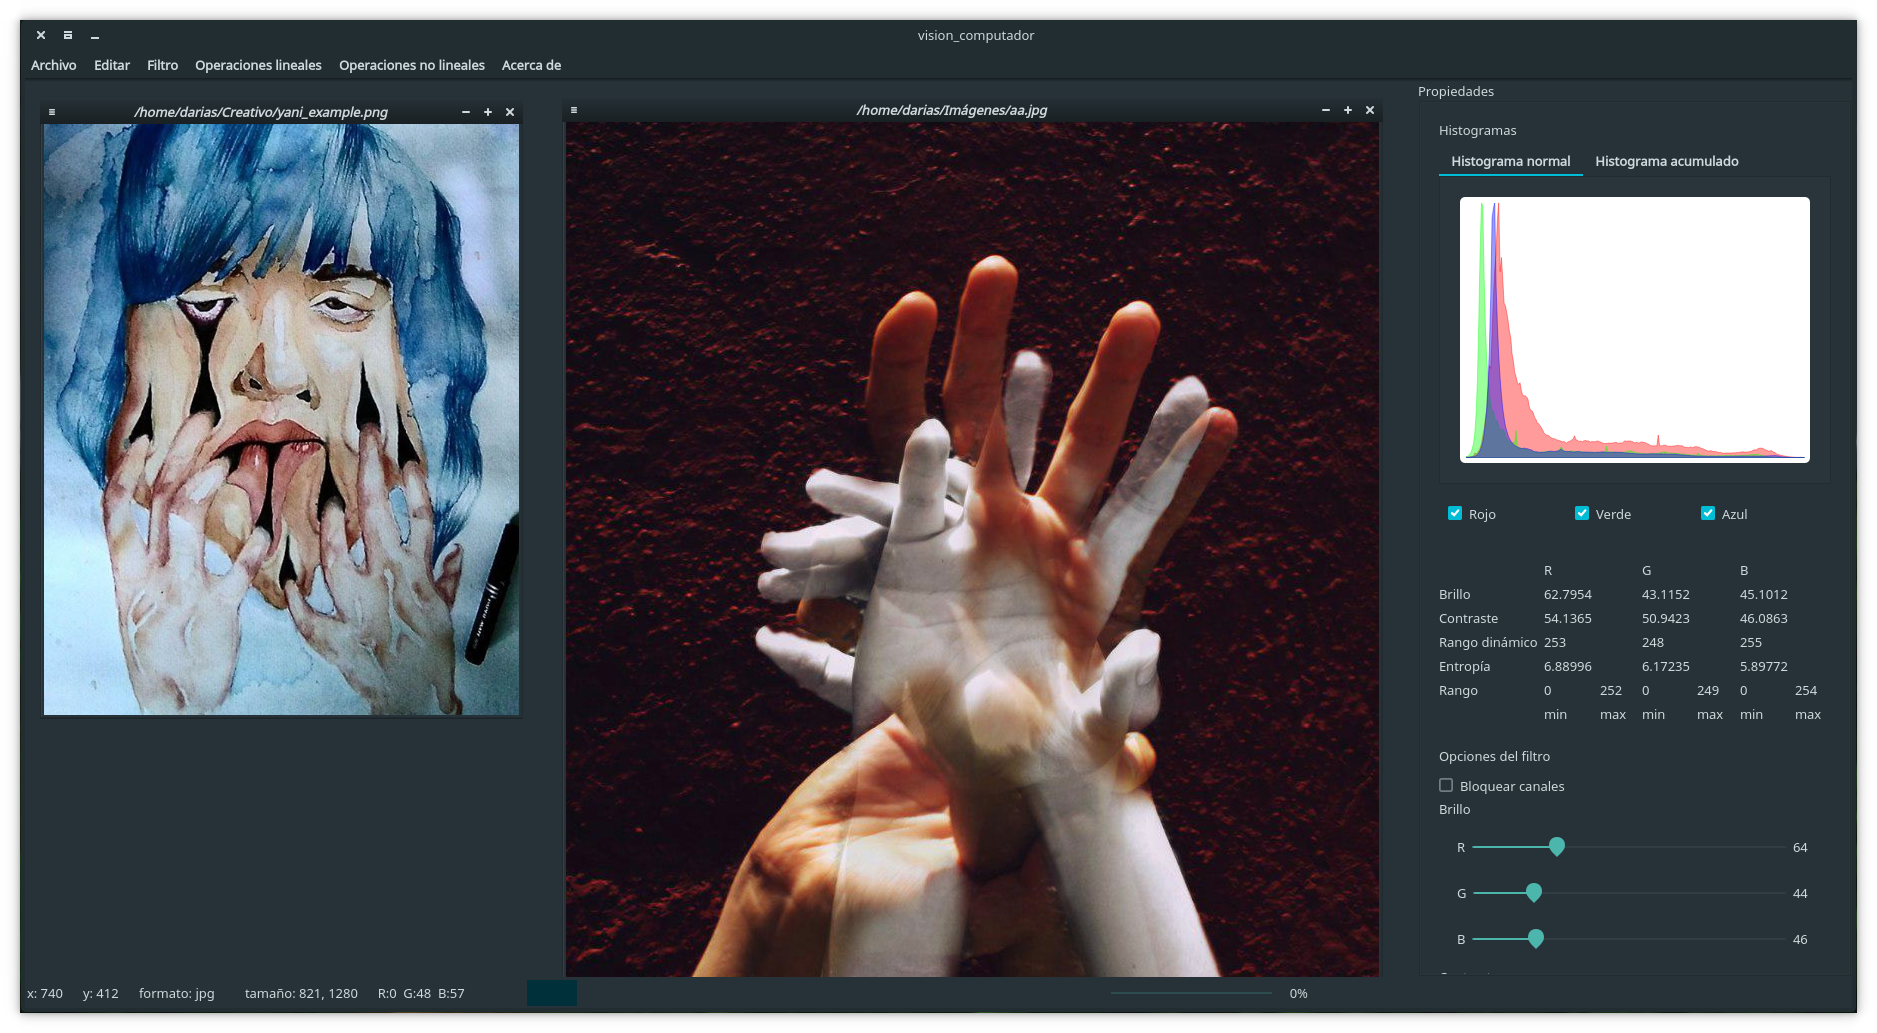 vision_computador
Archivo Editar Filtro Operaciones lineales Operaciones no lineales Acerca de
/home/darias/Creativo/yani_example.png
/home/darias/Imágenes/aa.jpg
Propiedades
Histogramas
Histograma normal Histograma acumulado
Rojo Verde Azul
R G B
Brillo 62.7954 43.1152 45.1012
Contraste 54.1365 50.9423 46.0863
Rango dinámico 253 248 255
Entropía 6.88996 6.17235 5.89772
Rango 0 252 0 249 0 254
min max min max min max
Opciones del filtro
Bloquear canales
Brillo
R 64
G 44
B 46
x: 740 y: 412 formato: jpg tamaño: 821, 1280 R:0 G:48 B:57 0%